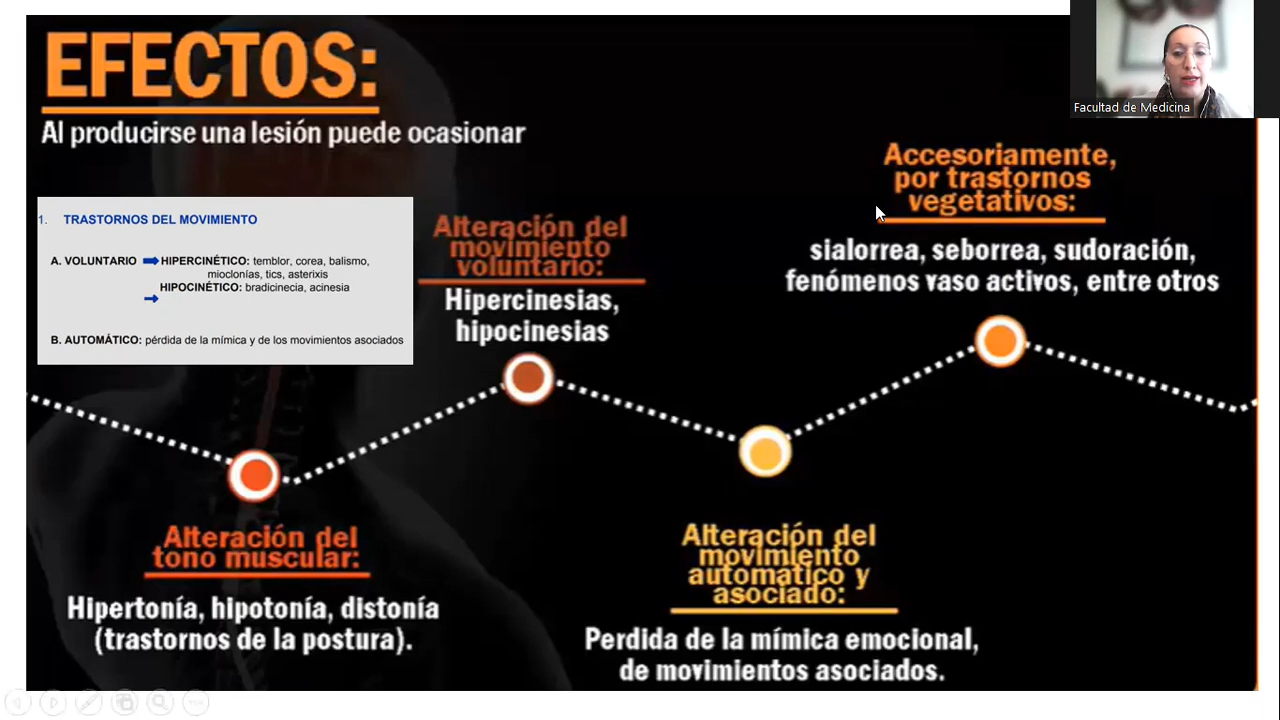 EFECTOS:
Al producirse una lesión puede ocasionar
Facultad de Medicina
1. TRASTORNOS DEL MOVIMIENTO
A. VOLUNTARIO HIPERCINÉTICO: temblor, corea, balismo,
mioclonías, tics, asterixis
HIPOCINÉTICO: bradicinecia, acinesia
B. AUTOMÁTICO: pérdida de la mímica y de los movimientos asociados
Alteración del
movimiento
voluntario:
Hipercinesias,
hipocinesias
Accesoriamente,
por trastornos
vegetativos:
sialorrea, seborrea, sudoración,
fenómenos vaso activos, entre otros
Alteración del
tono muscular:
Hipertonía, hipotonía, distonía
(trastornos de la postura).
Alteración del
movimiento
automático y
asociado:
Perdida de la mímica emocional,
de movimientos asociados.